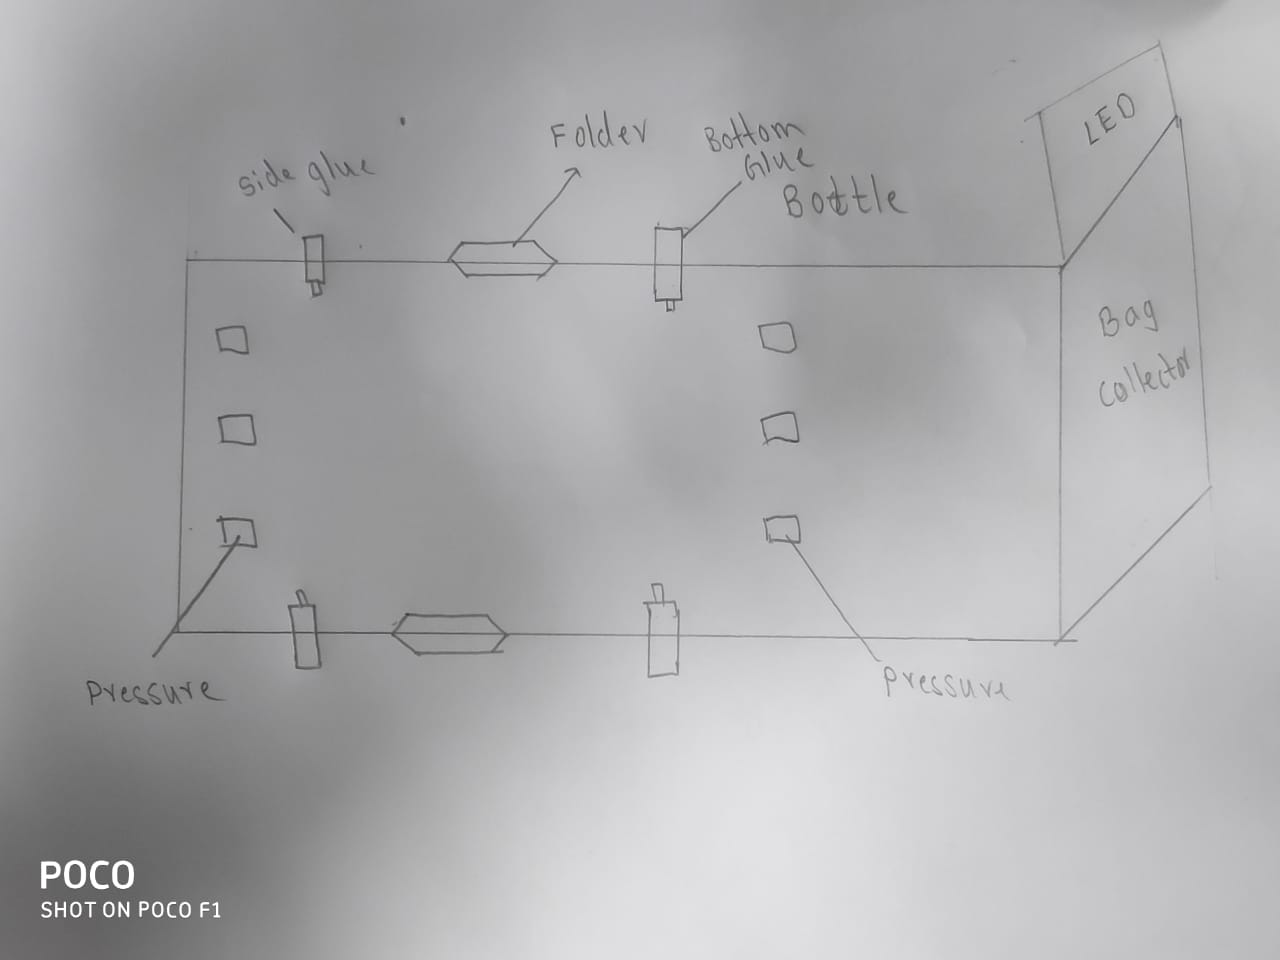 LED
Folder
Bottom
Glue
side glue
Bottle
Bag
Collector
Pressure
Pressure
POCO
SHOT ON POCO F1